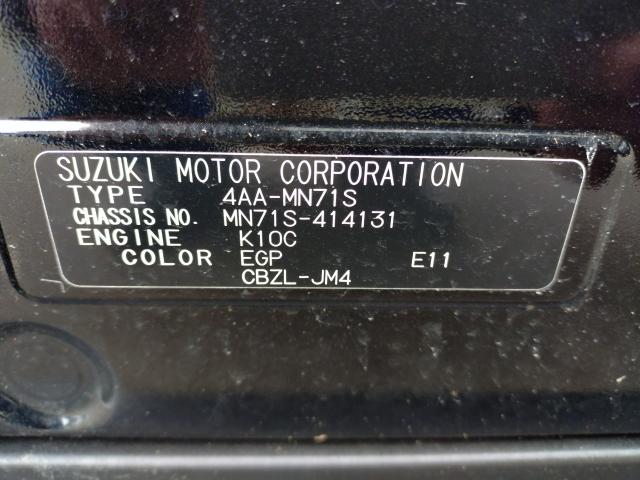 SUZUKI MOTOR CORPORATION
TYPE 4AA-MN71S
CHASSIS NO. MN71S-414131
ENGINE K10C
COLOR EGP E11
CBZL-JM4